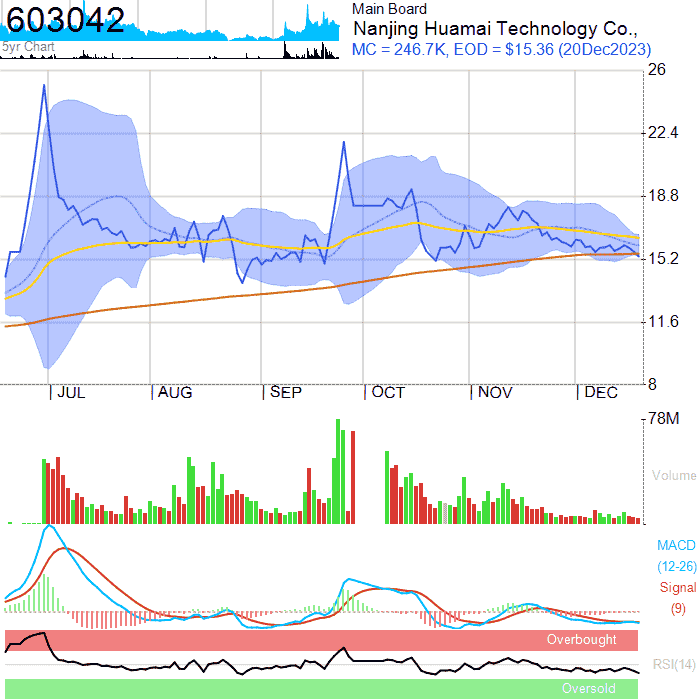 603042
5yr Chart
Main Board
Nanjing Huamai Technology Co.,
MC = 246.7K, EOD = $15.36 (20Dec2023)
26
22.4
18.8
15.2
11.6
8
| JUL | AUG | SEP | OCT | NOV | DEC
78M
Volume
MACD
(12-26)
Signal
(9)
Overbought
RSI(14)
Oversold